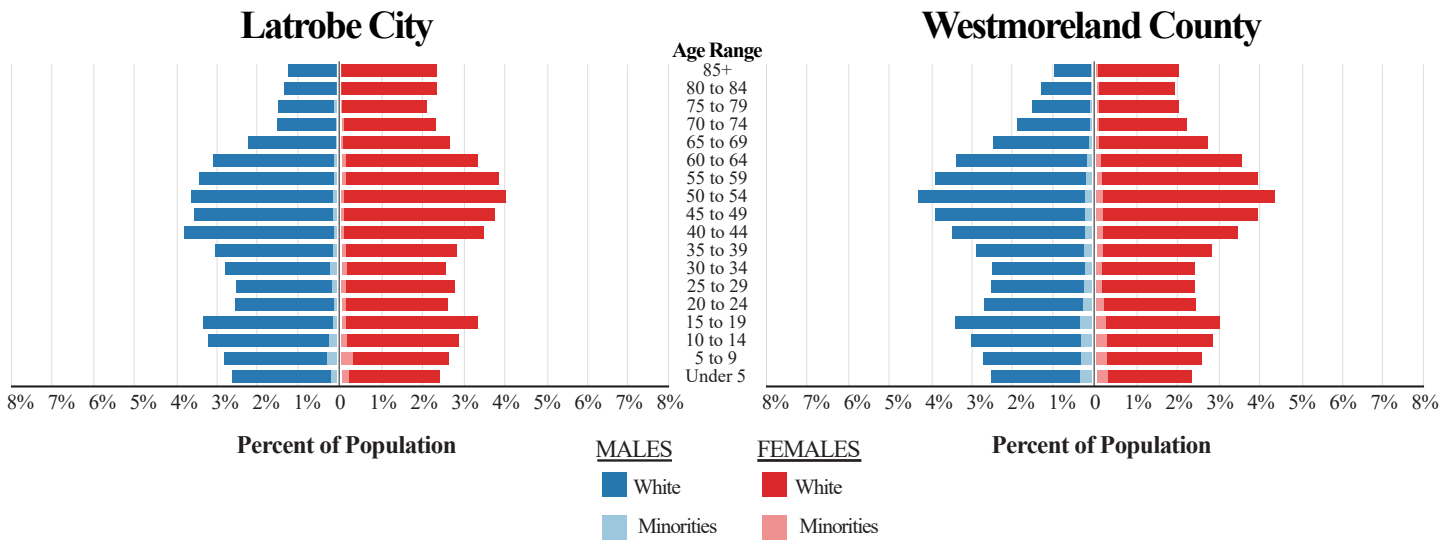 Latrobe City
Westmoreland County
Age Range
85+
80 to 84
75 to 79
70 to 74
65 to 69
60 to 64
55 to 59
50 to 54
45 to 49
40 to 44
35 to 39
30 to 34
25 to 29
20 to 24
15 to 19
10 to 14
5 to 9
Under 5
8% 7% 6% 5% 4% 3% 2% 1% 0 1% 2% 3% 4% 5% 6% 7% 8%
8% 7% 6% 5% 4% 3% 2% 1% 0 1% 2% 3% 4% 5% 6% 7% 8%
Percent of Population
Percent of Population
MALES
White
Minorities
FEMALES
White
Minorities